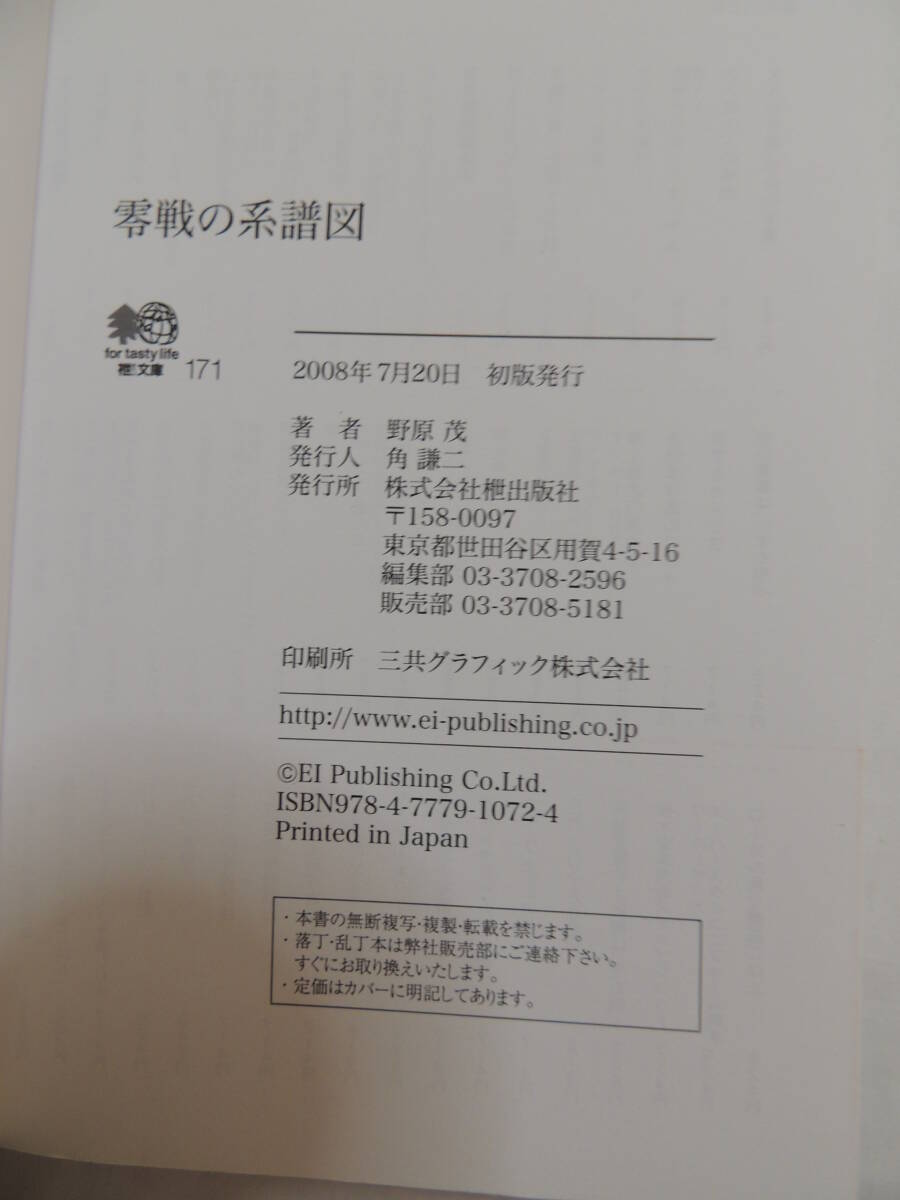 零戦の系譜図
for tasty life
枻文庫 171
2008年7月20日　初版発行
著　者　野原 茂
発行人　角 謙二
発行所　株式会社枻出版社
〒158-0097
東京都世田谷区用賀4-5-16
編集部 03-3708-2596
販売部 03-3708-5181
印刷所　三共グラフィック株式会社
http://www.ei-publishing.co.jp
©EI Publishing Co.Ltd.
ISBN978-4-7779-1072-4
Printed in Japan
・本書の無断複写・複製・転載を禁じます。
・落丁・乱丁本は弊社販売部にご連絡下さい。
すぐにお取り換えいたします。
・定価はカバーに明記してあります。